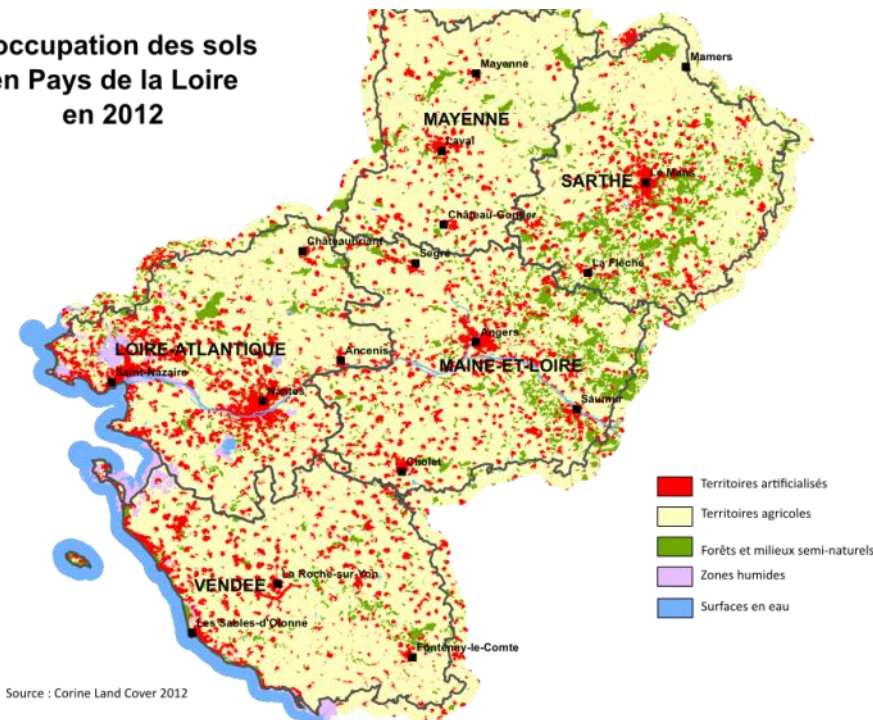 occupation des sols
en Pays de la Loire
en 2012
Mamers
Mayenne
MAYENNE
Laval
SARTHE
Le Mans
Château-Gontier
Châteaubriant
Segré
La Flèche
Angers
LOIRE-ATLANTIQUE
Ancenis
MAINE-ET-LOIRE
Saint-Nazaire
Nantes
Saumur
Cholet
Territoires artificialisés
Territoires agricoles
Forêts et milieux semi-naturels
Zones humides
Surfaces en eau
La Roche-sur-Yon
VENDEE
Les Sables-d'Olonne
Fontenay-le-Comte
Source : Corine Land Cover 2012